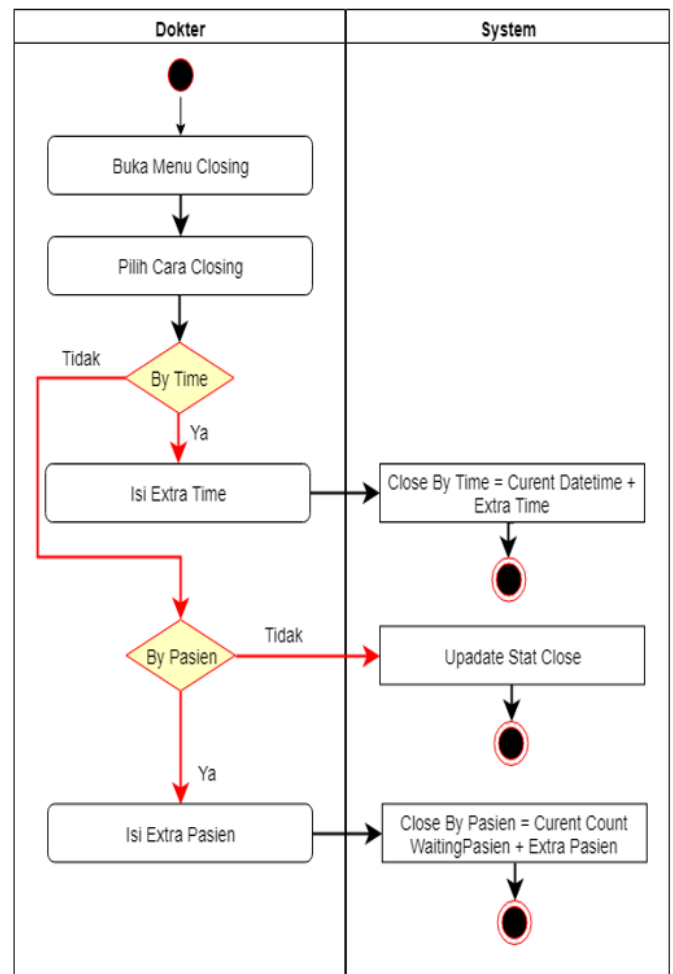 Dokter
System
Buka Menu Closing
Pilih Cara Closing
Tidak
By Time
Ya
Isi Extra Time
Close By Time = Curent Datetime +
Extra Time
Tidak
By Pasien
Upadate Stat Close
Ya
Isi Extra Pasien
Close By Pasien = Curent Count
WaitingPasien + Extra Pasien